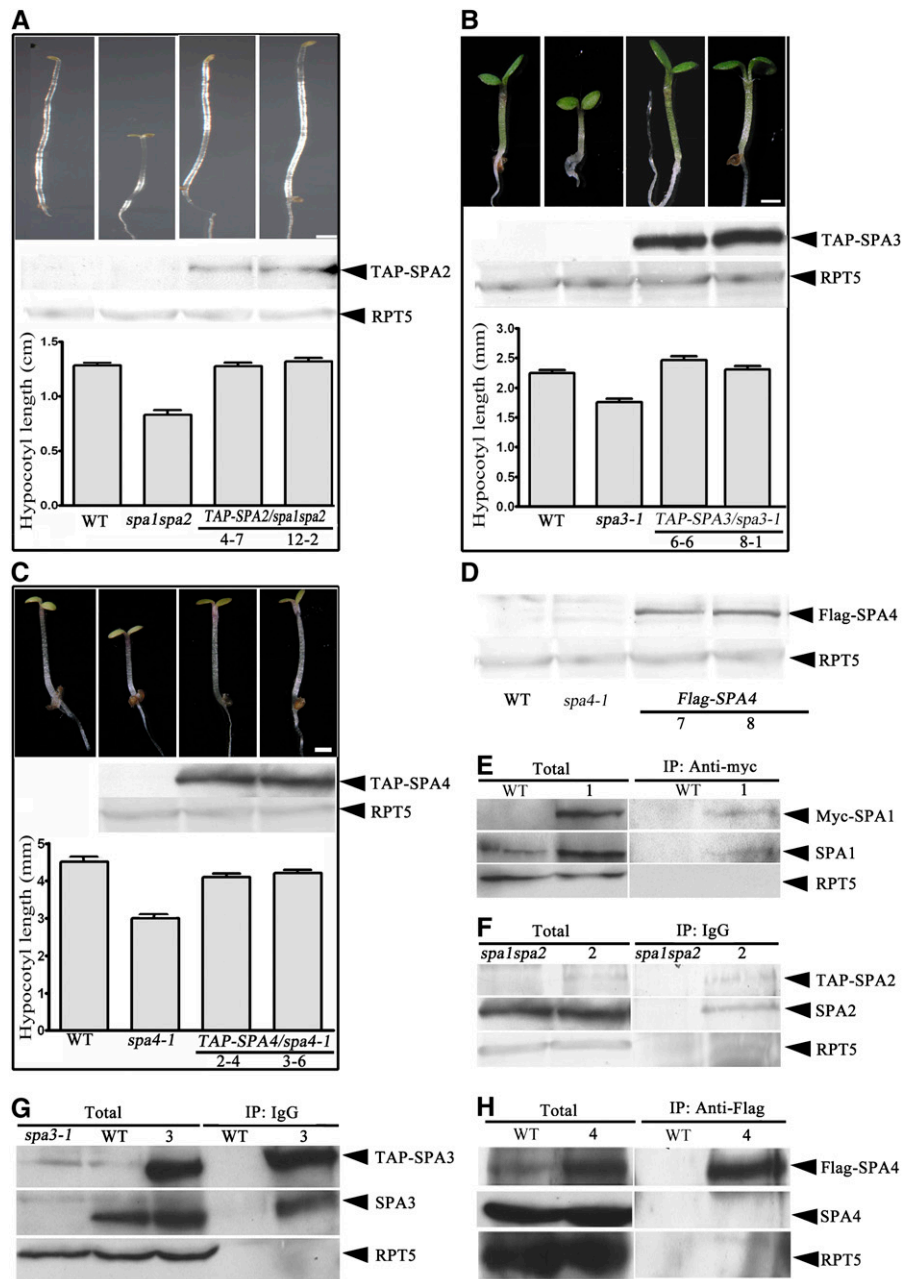 A
TAP-SPA2
RPT5
Hypocotyl length (cm)
1.5
1.0
0.5
0.0
WT spa1spa2 TAP-SPA2/spa1spa2
4-7 12-2
B
TAP-SPA3
RPT5
Hypocotyl length (mm)
3.0
2.5
2.0
1.5
1.0
0.5
0.0
WT spa3-1 TAP-SPA3/spa3-1
6-6 8-1
C
TAP-SPA4
RPT5
Hypocotyl length (mm)
5
4
3
1
0
WT spa4-1 TAP-SPA4/spa4-1
2-4 3-6
D
Flag-SPA4
RPT5
WT spa4-1 Flag-SPA4
7 8
E
Total IP: Anti-myc
WT 1 WT 1
Myc-SPA1
SPA1
RPT5
F
Total IP: IgG
spa1spa2 2 spa1spa2 2
TAP-SPA2
SPA2
RPT5
G
Total IP: IgG
spa3-1 WT 3 WT 3
TAP-SPA3
SPA3
RPT5
H
Total IP: Anti-Flag
WT 4 WT 4
Flag-SPA4
SPA4
RPT5